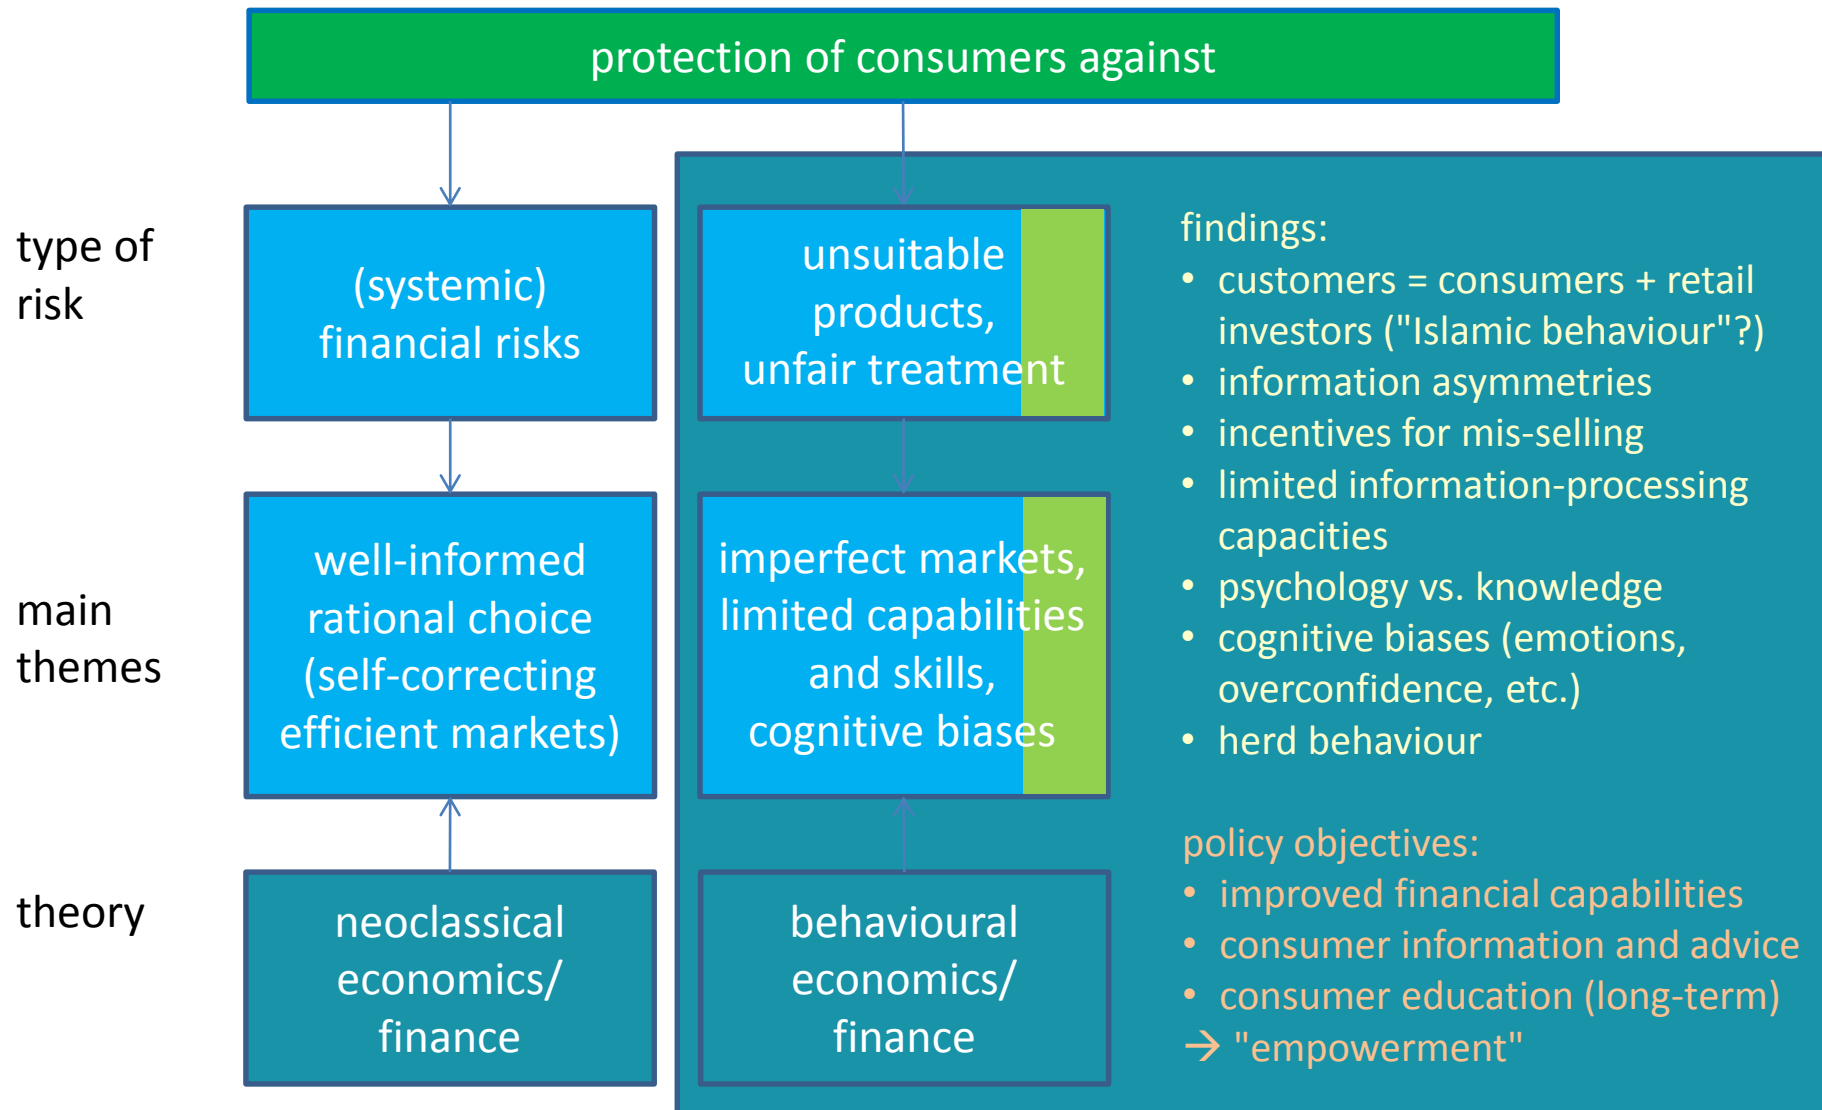 protection of consumers against
type of
risk
(systemic)
financial risks
unsuitable
products,
unfair treatment
findings:
• customers = consumers + retail
investors ("Islamic behaviour"?)
• information asymmetries
• incentives for mis-selling
• limited information-processing
capacities
• psychology vs. knowledge
• cognitive biases (emotions,
overconfidence, etc.)
• herd behaviour
main
themes
well-informed
rational choice
(self-correcting
efficient markets)
imperfect markets,
limited capabilities
and skills,
cognitive biases
theory
neoclassical
economics/
finance
behavioural
economics/
finance
policy objectives:
• improved financial capabilities
• consumer information and advice
• consumer education (long-term)
→ "empowerment"